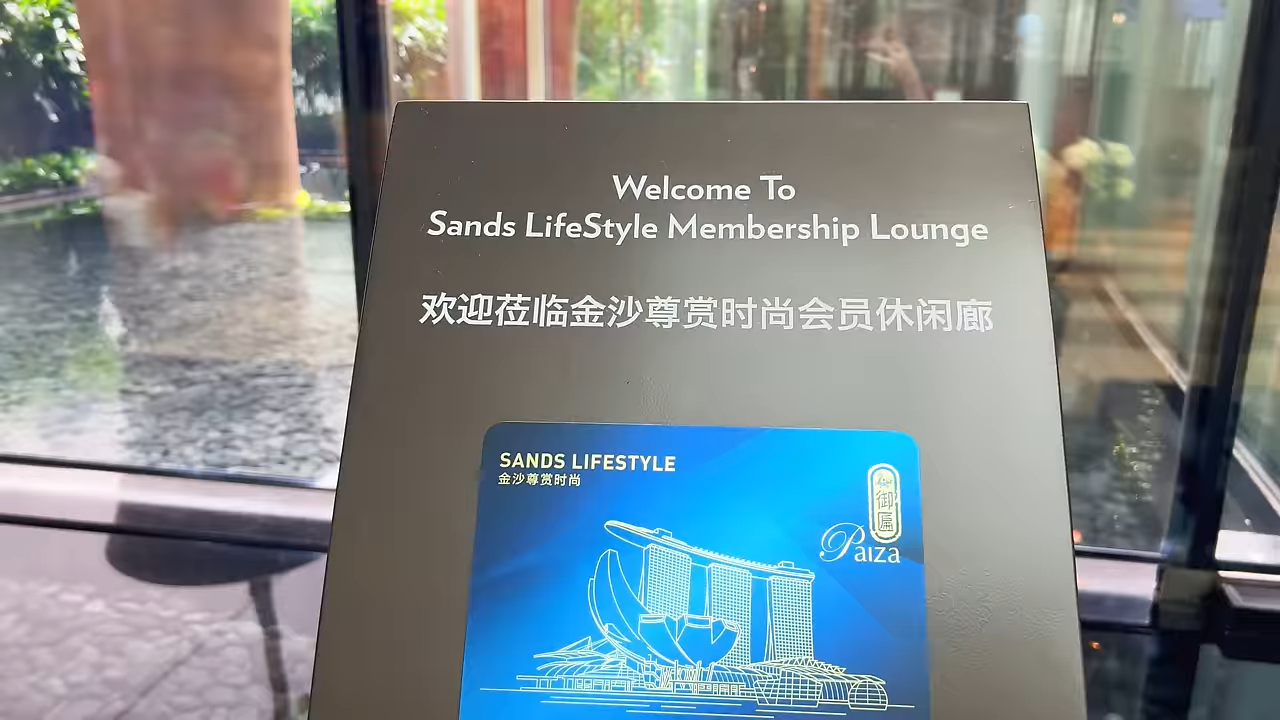 Welcome To
Sands LifeStyle Membership Lounge
欢迎莅临金沙尊赏时尚会员休闲廊
SANDS LIFESTYLE
金沙尊赏时尚
御匾
Paiza